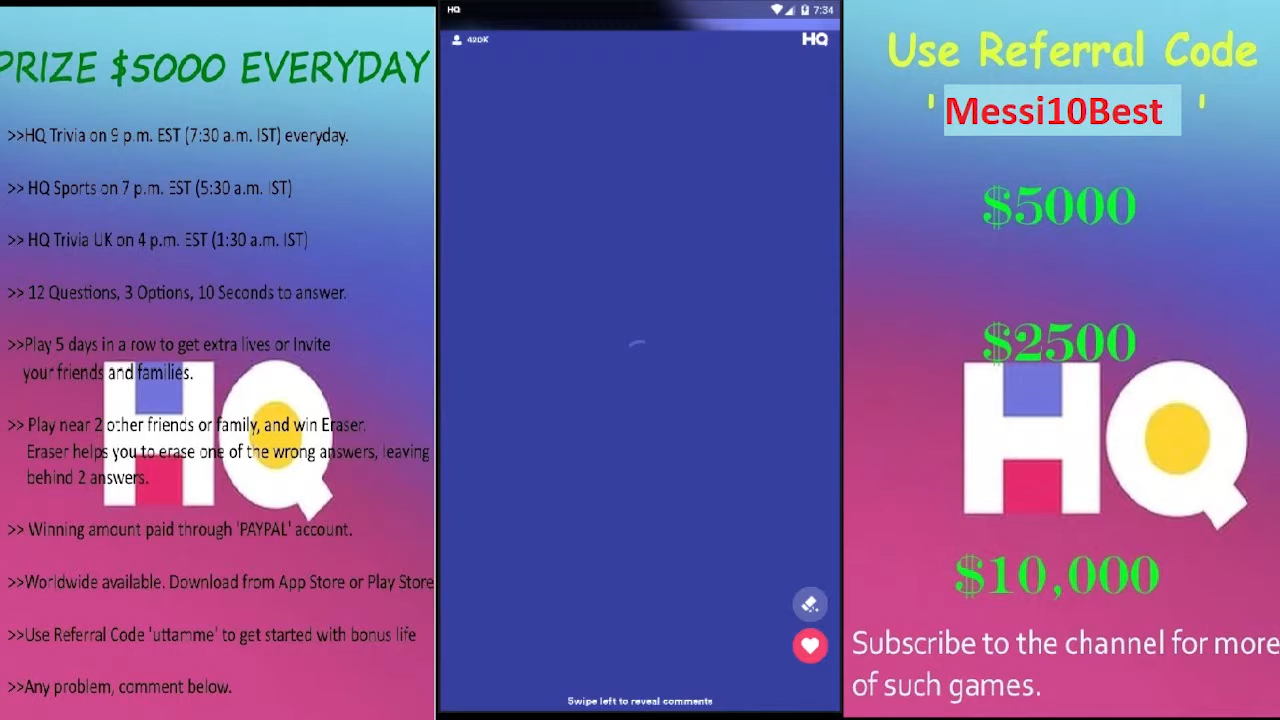 PRIZE $5000 EVERYDAY
>>HQ Trivia on 9 p.m. EST (7:30 a.m. IST) everyday.
>> HQ Sports on 7 p.m. EST (5:30 a.m. IST)
>> HQ Trivia UK on 4 p.m. EST (1:30 a.m. IST)
>> 12 Questions, 3 Options, 10 Seconds to answer.
>>Play 5 days in a row to get extra lives or Invite
your friends and families.
>> Play near 2 other friends or family, and win Eraser.
Eraser helps you to erase one of the wrong answers, leaving
behind 2 answers.
>> Winning amount paid through 'PAYPAL' account.
>>Worldwide available. Download from App Store or Play Store
>>Use Referral Code 'uttamme' to get started with bonus life
>>Any problem, comment below.
HQ
HQ
7:34
420K
HQ
Swipe left to reveal comments
Use Referral Code
' Messi10Best '
$5000
$2500
HQ
$10,000
Subscribe to the channel for more
of such games.